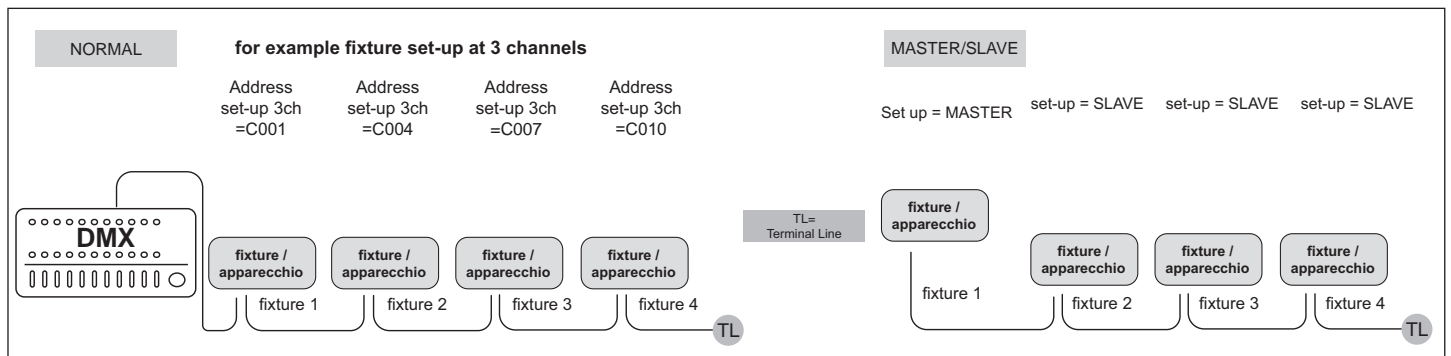 NORMAL
for example fixture set-up at 3 channels
Address
set-up 3ch
=C001
Address
set-up 3ch
=C004
Address
set-up 3ch
=C007
Address
set-up 3ch
=C010
DMX
fixture /
apparecchio
fixture /
apparecchio
fixture /
apparecchio
fixture /
apparecchio
fixture 1
fixture 2
fixture 3
fixture 4
TL
TL=
Terminal Line
MASTER/SLAVE
Set up = MASTER
set-up = SLAVE
set-up = SLAVE
set-up = SLAVE
fixture /
apparecchio
fixture /
apparecchio
fixture /
apparecchio
fixture /
apparecchio
fixture 1
fixture 2
fixture 3
fixture 4
TL